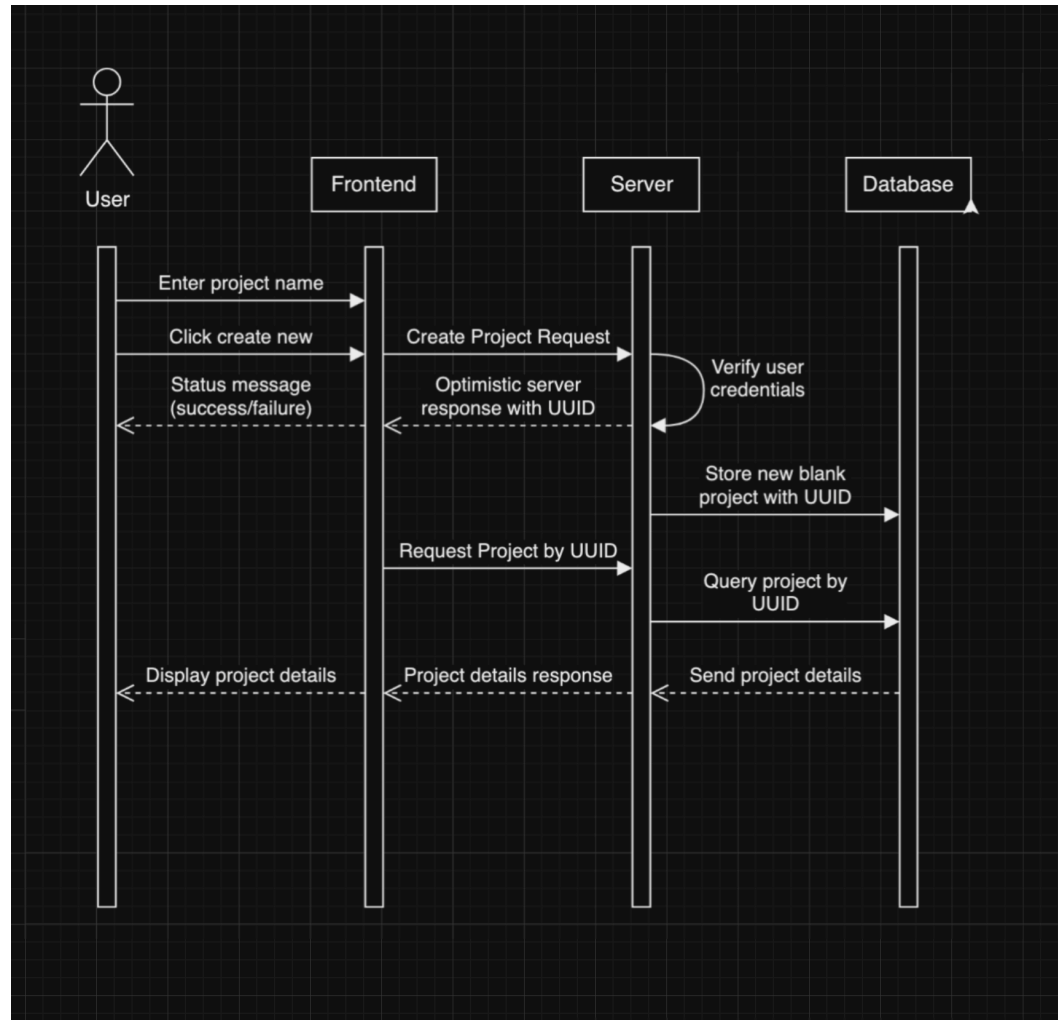 User
Frontend
Server
Database
Enter project name
Click create new
Create Project Request
Verify user
credentials
Status message
(success/failure)
Optimistic server
response with UUID
Store new blank
project with UUID
Request Project by UUID
Query project by
UUID
Display project details
Project details response
Send project details